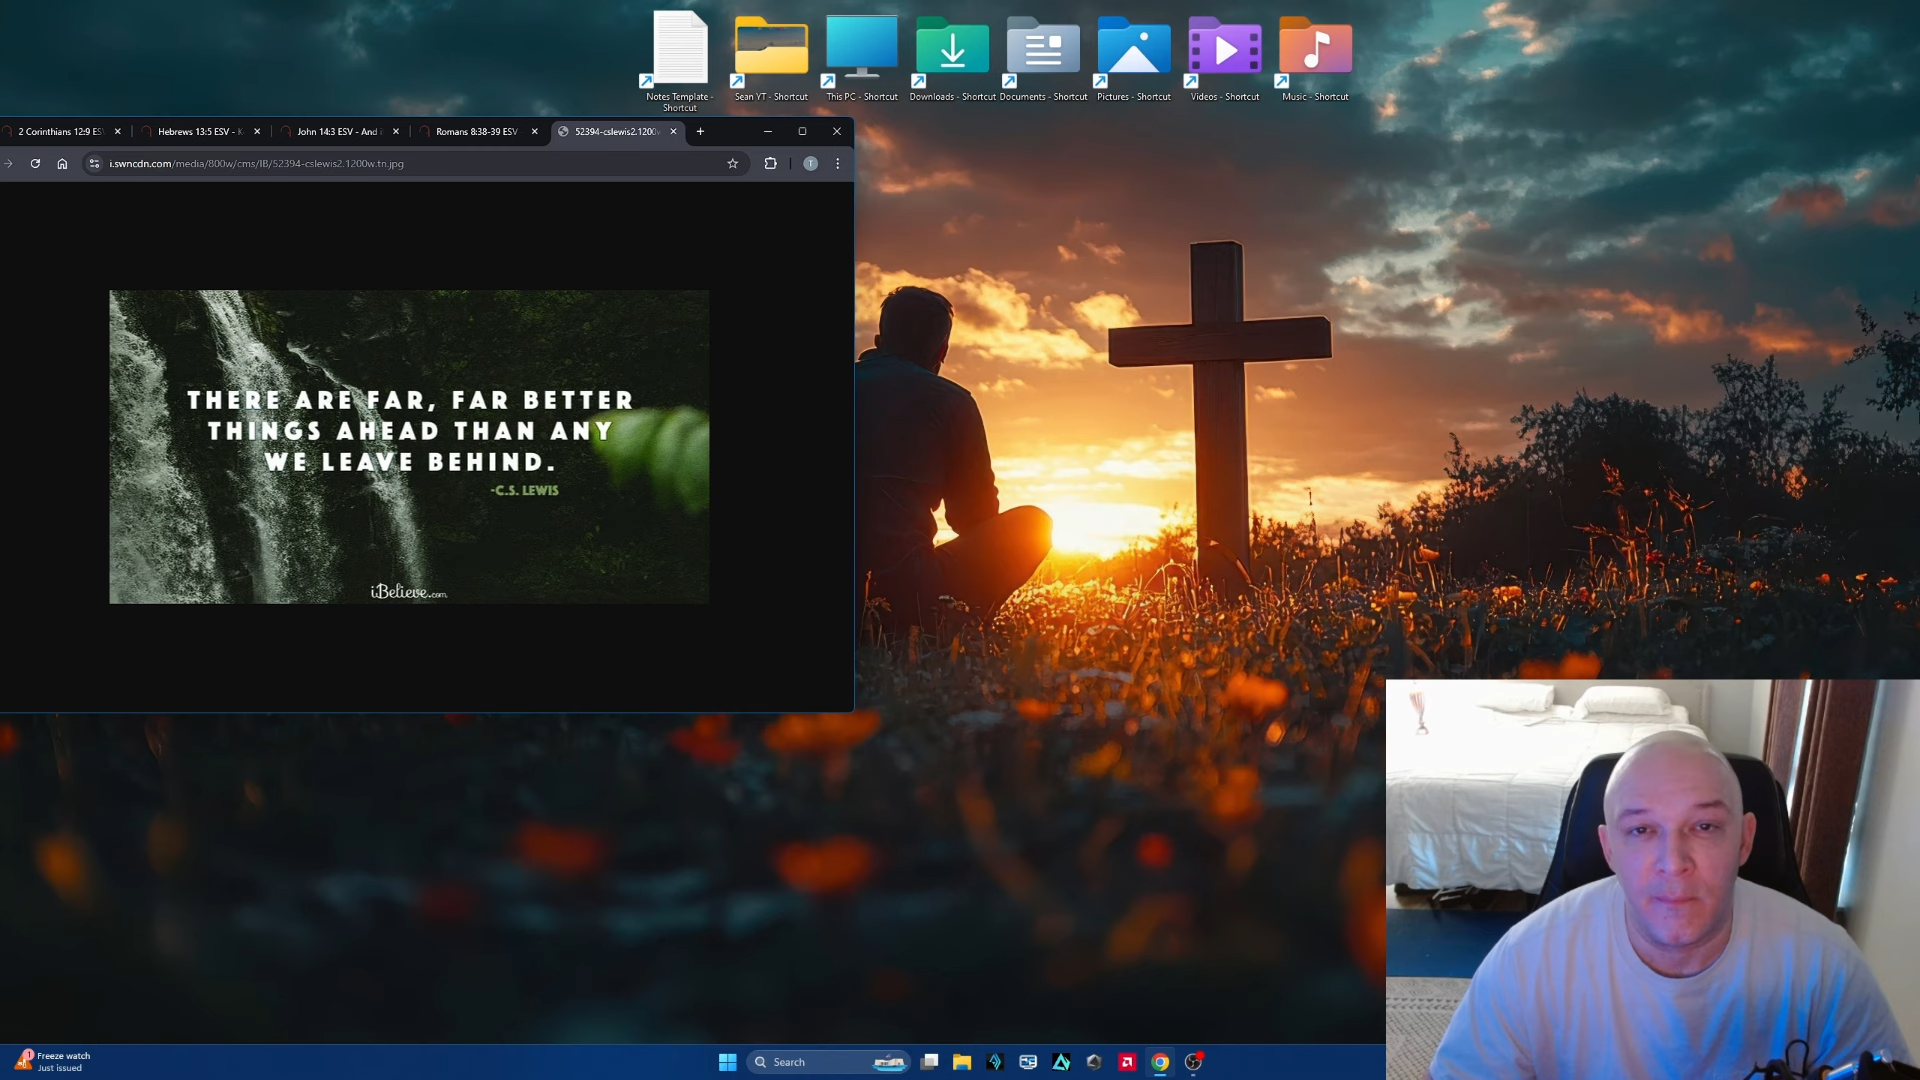 Notes Template -
Shortcut
Sean YT - Shortcut
This PC - Shortcut
Downloads - Shortcut
Documents - Shortcut
Pictures - Shortcut
Videos - Shortcut
Music - Shortcut
2 Corinthians 12:9 ES
Hebrews 13:5 ESV - K
John 14:3 ESV - And i
Romans 8:38-39 ESV
52394-cslewis2.1200w
i.swncdn.com/media/800w/cms/IB/52394-cslewis2.1200w.tn.jpg
T
THERE ARE FAR, FAR BETTER
THINGS AHEAD THAN ANY
WE LEAVE BEHIND.
-C.S. LEWIS
iBelieve.com
1
Freeze watch
Just issued
Search